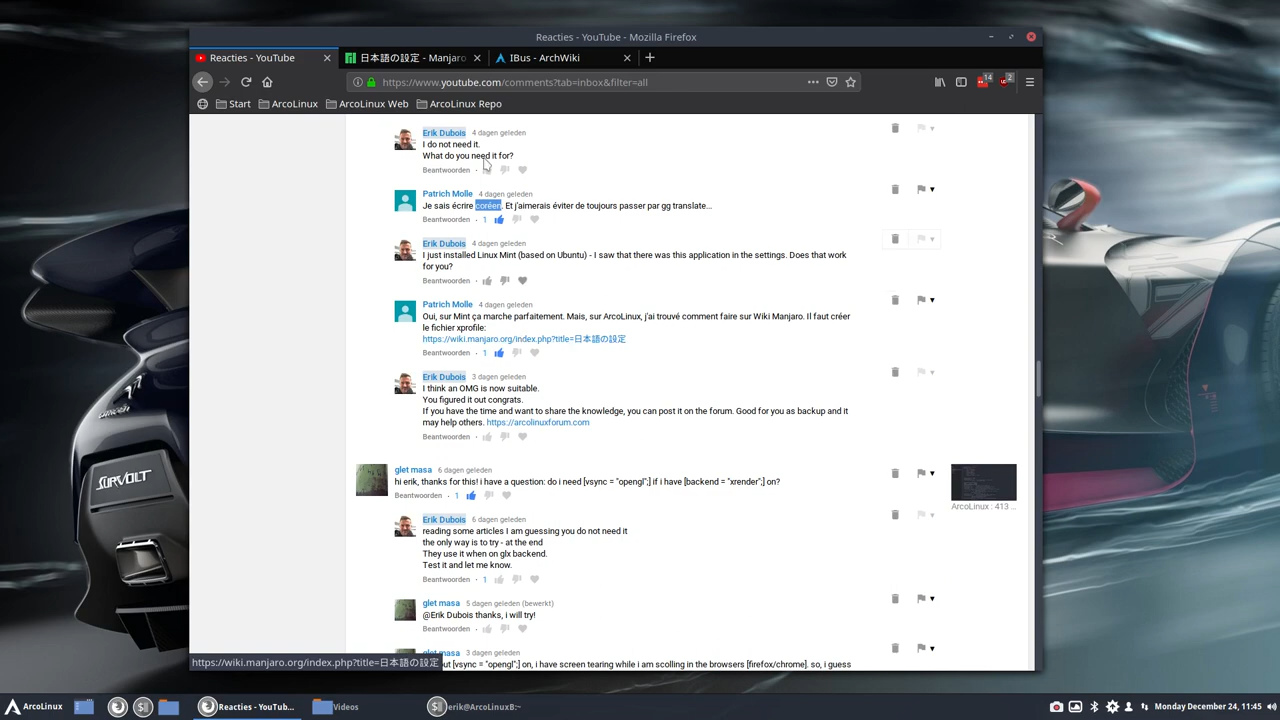 Reacties - YouTube - Mozilla Firefox
Reacties - YouTube
日本語の設定 - Manjaro
IBus - ArchWiki
https://www.youtube.com/comments?tab=inbox&filter=all
14
2
Start
ArcoLinux
ArcoLinux Web
ArcoLinux Repo
Erik Dubois 4 dagen geleden
I do not need it.
What do you need it for?
Beantwoorden
Patrich Molle 4 dagen geleden
Je sais écrire coréen. Et j'aimerais éviter de toujours passer par gg translate...
Beantwoorden · 1
Erik Dubois 4 dagen geleden
I just installed Linux Mint (based on Ubuntu) - I saw that there was this application in the settings. Does that work
for you?
Beantwoorden ·
Patrich Molle 4 dagen geleden
Oui, sur Mint ça marche parfaitement. Mais, sur ArcoLinux, j'ai trouvé comment faire sur Wiki Manjaro. Il faut créer
le fichier xprofile:
https://wiki.manjaro.org/index.php?title=日本語の設定
Beantwoorden · 1
Erik Dubois 3 dagen geleden
I think an OMG is now suitable.
You figured it out congrats.
If you have the time and want to share the knowledge, you can post it on the forum. Good for you as backup and it
may help others. https://arcolinuxforum.com
Beantwoorden ·
glet masa 6 dagen geleden
hi erik, thanks for this! i have a question: do i need [vsync = "opengl";] if i have [backend = "xrender";] on?
Beantwoorden · 1
ArcoLinux : 413 ...
Erik Dubois 6 dagen geleden
reading some articles I am guessing you do not need it
the only way is to try - at the end
They use it when on glx backend.
Test it and let me know.
Beantwoorden · 1
glet masa 5 dagen geleden (bewerkt)
@Erik Dubois thanks, i will try!
Beantwoorden ·
masa 3 dagen geleden
ut [vsync = "opengl";] on, i have screen tearing while i am scolling in the browsers [firefox/chrome]. so, i guess
https://wiki.manjaro.org/index.php?title=日本語の設定
SURVOLT
ArcoLinux
Reacties - YouTub...
Videos
erik@ArcoLinuxB:~
Monday December 24, 11:45